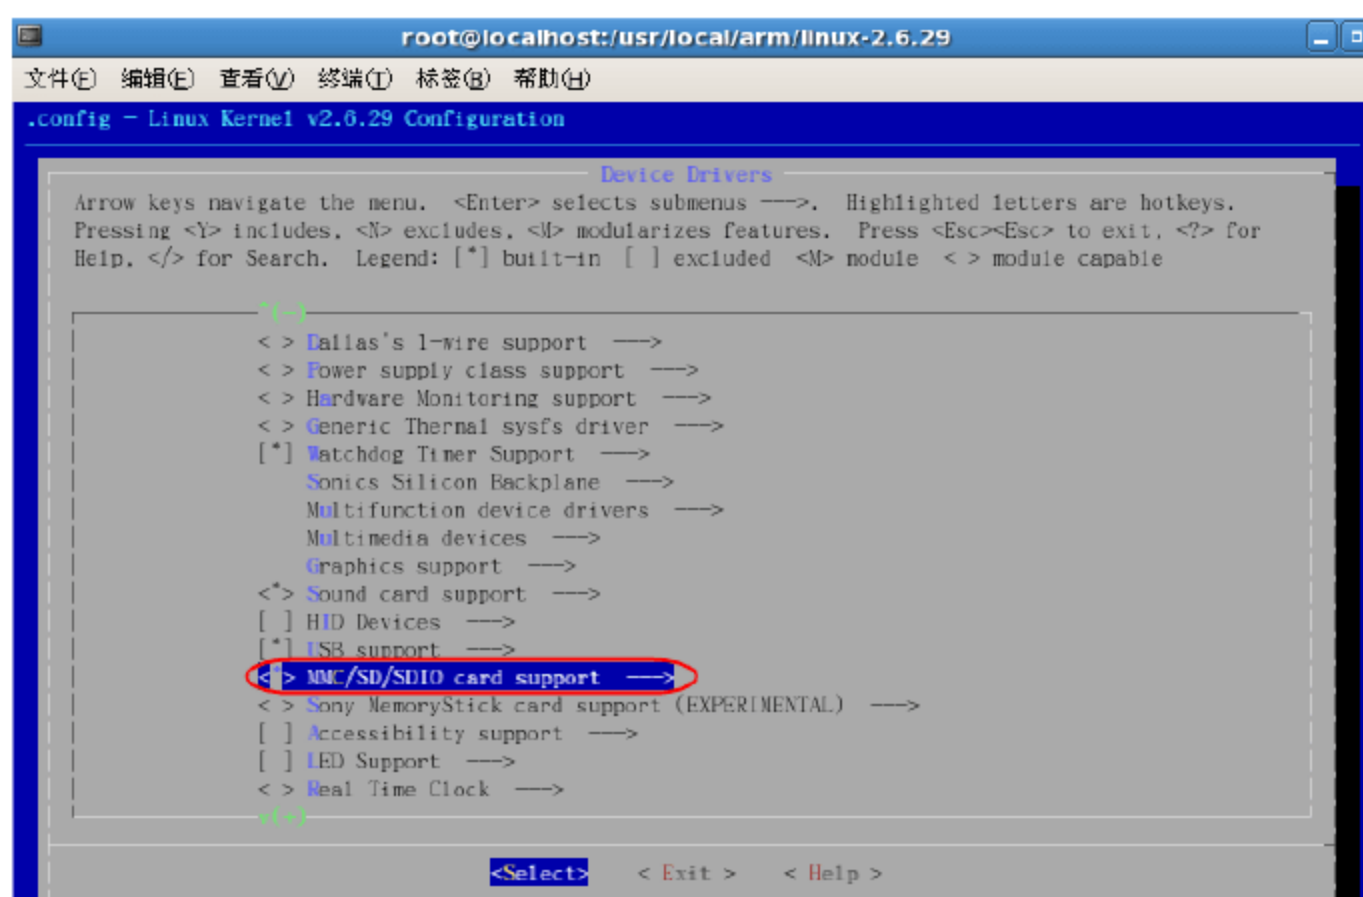 root@localhost:/usr/local/arm/linux-2.6.29
文件(F) 编辑(E) 查看(V) 终端(T) 标签(B) 帮助(H)
.config - Linux Kernel v2.6.29 Configuration
Device Drivers
Arrow keys navigate the menu. <Enter> selects submenus --->. Highlighted letters are hotkeys.
Pressing <Y> includes, <N> excludes, <M> modularizes features. Press <Esc><Esc> to exit, <?> for
Help, </> for Search. Legend: [*] built-in [ ] excluded <M> module < > module capable
^(-)
< > Dallas's 1-wire support --->
< > Power supply class support --->
< > Hardware Monitoring support --->
< > Generic Thermal sysfs driver --->
[*] Watchdog Timer Support --->
Sonics Silicon Backplane --->
Multifunction device drivers --->
Multimedia devices --->
Graphics support --->
<*> Sound card support --->
[ ] HID Devices --->
[*] USB support --->
<*> MMC/SD/SDIO card support --->
< > Sony MemoryStick card support (EXPERIMENTAL) --->
[ ] Accessibility support --->
[ ] LED Support --->
< > Real Time Clock --->
v(+)
<Select> < Exit > < Help >